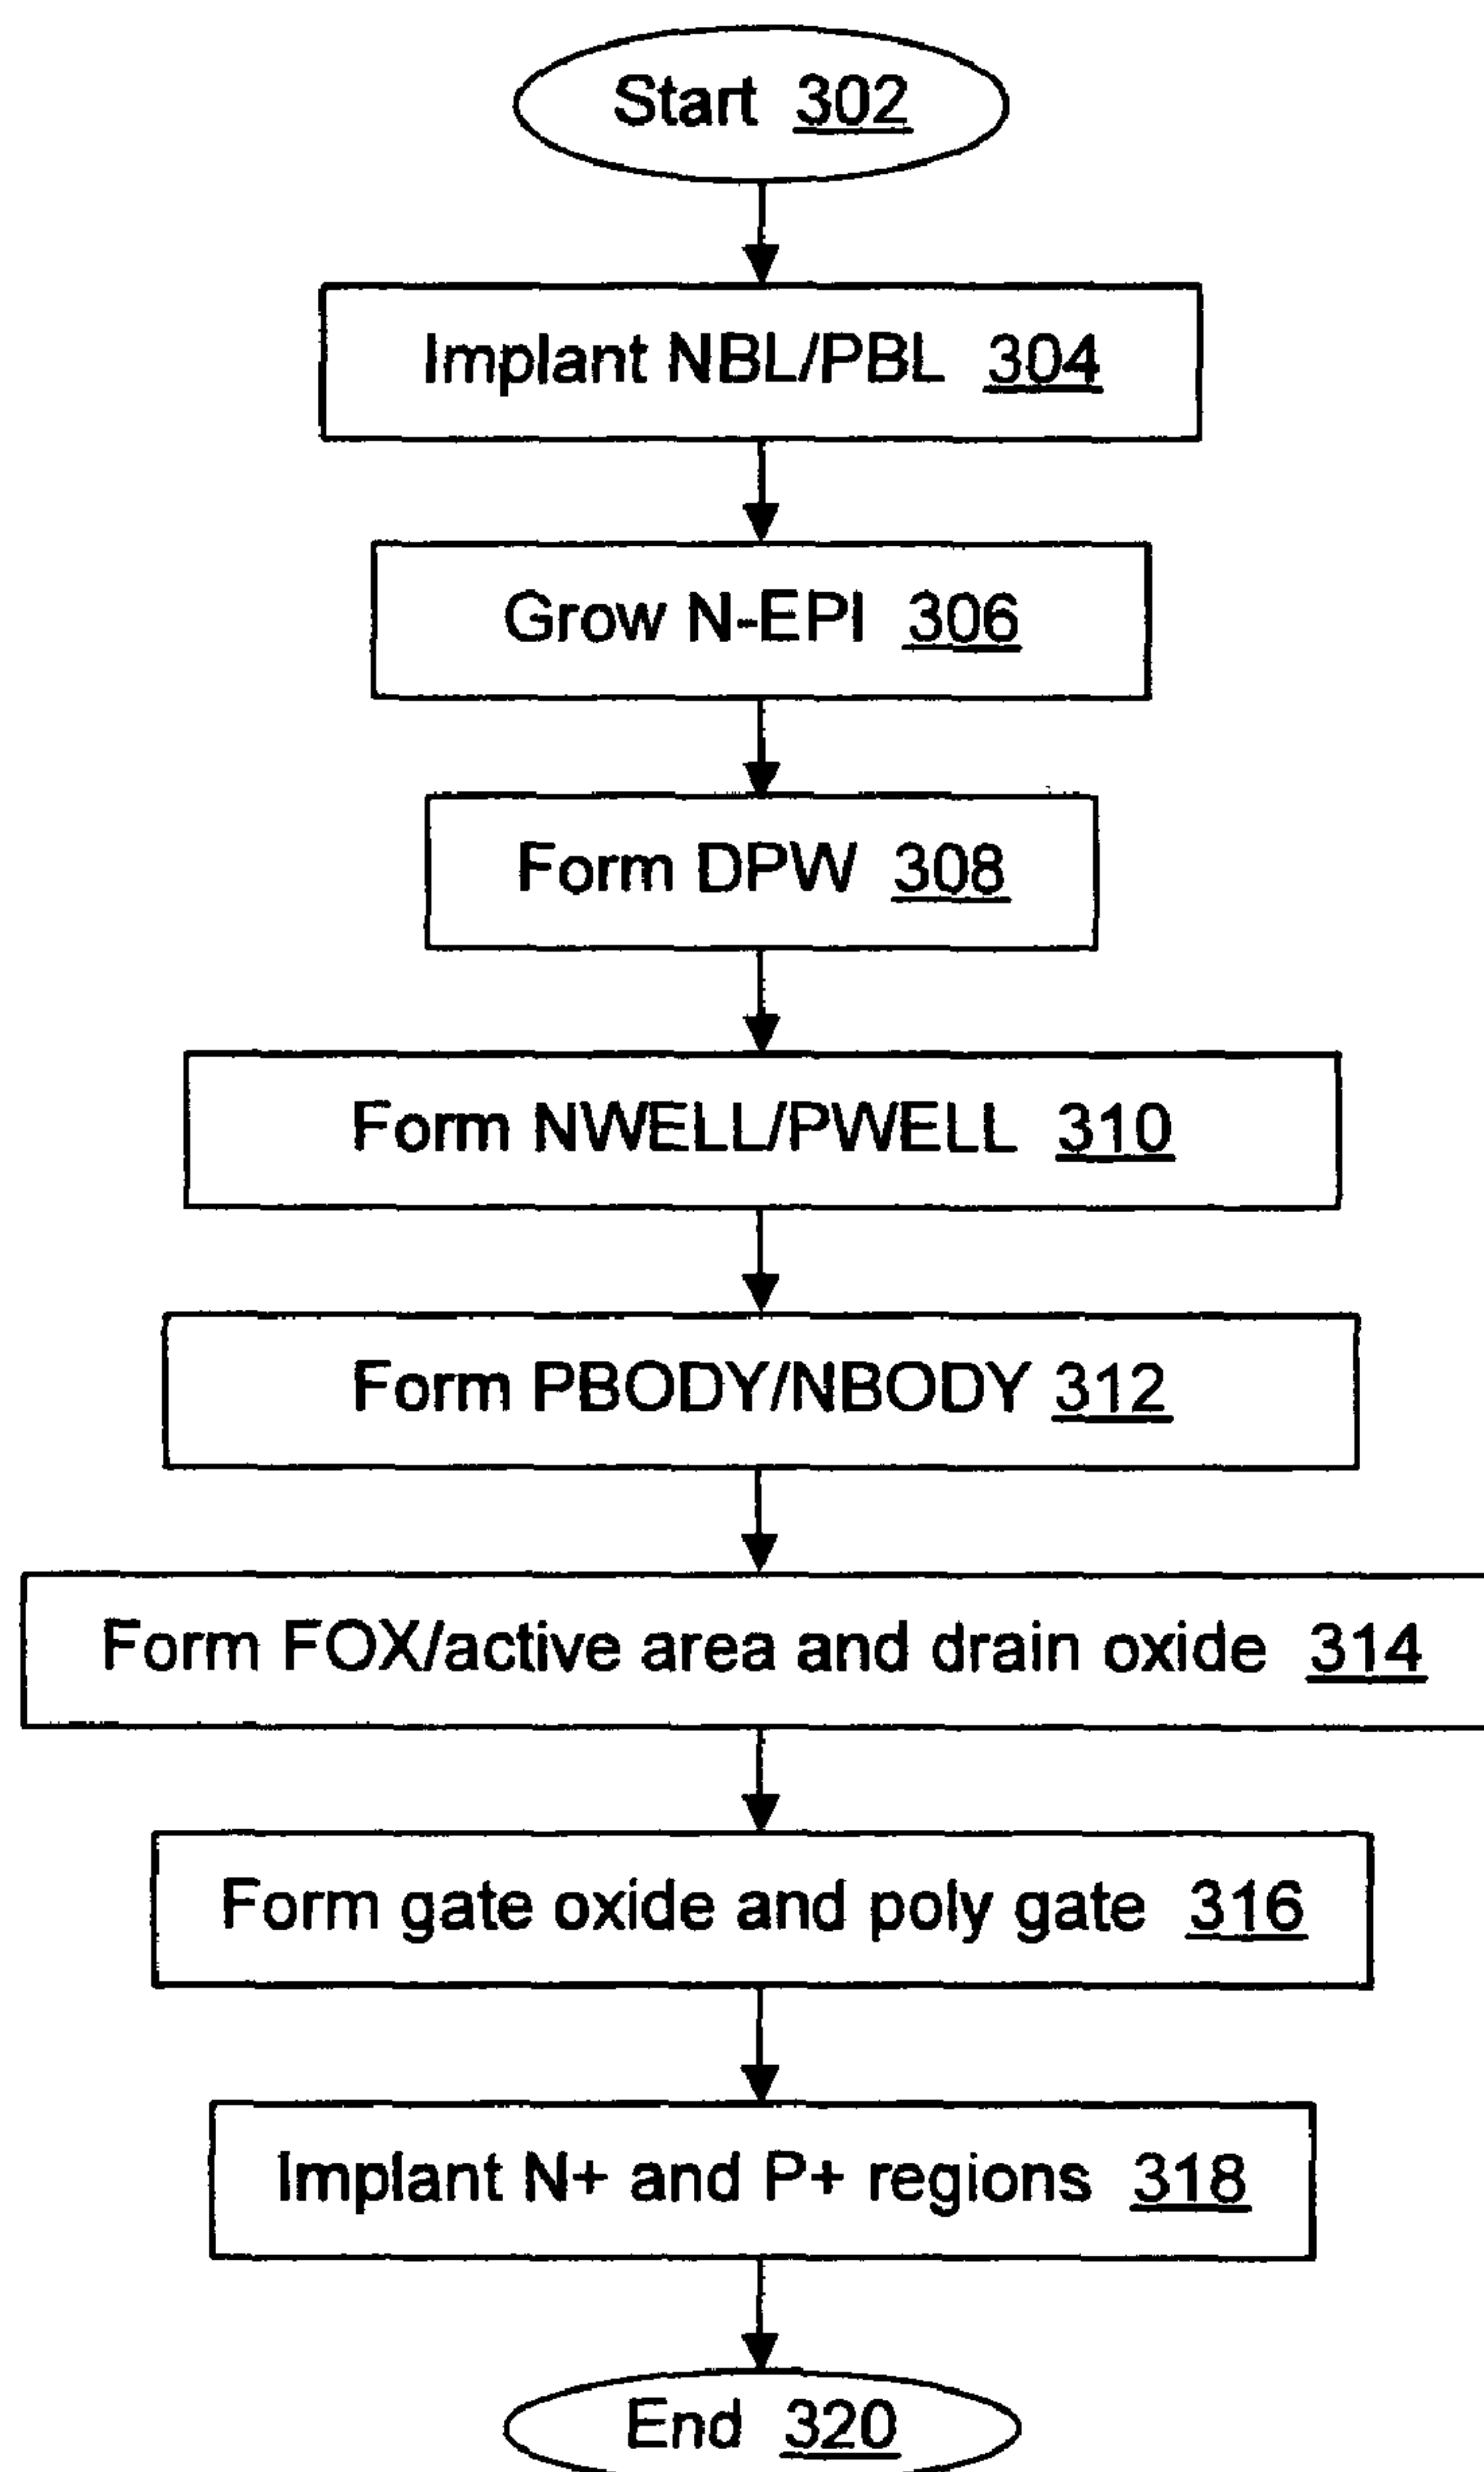 Start 302
Implant NBL/PBL 304
Grow N-EPI 306
Form DPW 308
Form NWELL/PWELL 310
Form PBODY/NBODY 312
Form FOX/active area and drain oxide 314
Form gate oxide and poly gate 316
Implant N+ and P+ regions 318
End 320